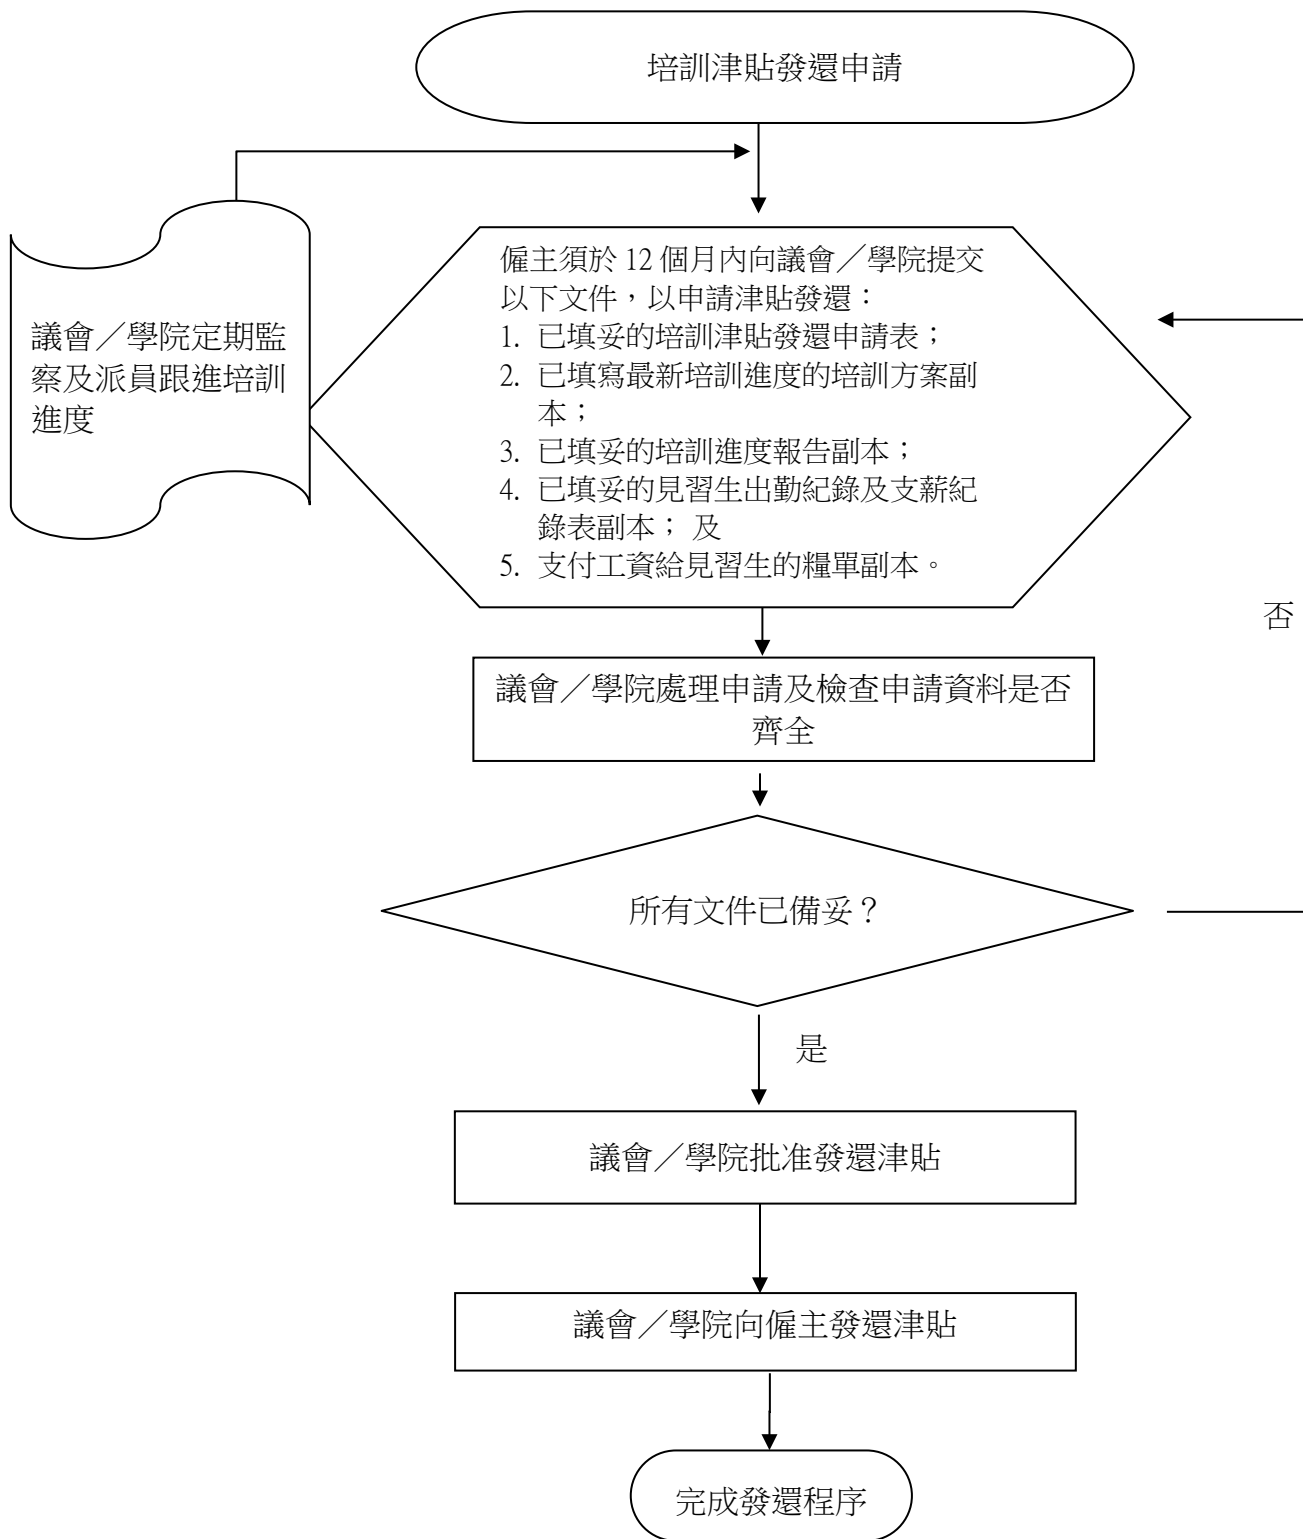 培訓津貼發還申請
僱主須於 12 個月內向議會／學院提交
以下文件，以申請津貼發還：
1. 已填妥的培訓津貼發還申請表；
2. 已填寫最新培訓進度的培訓方案副
本；
3. 已填妥的培訓進度報告副本；
4. 已填妥的見習生出勤紀錄及支薪紀
錄表副本； 及
5. 支付工資給見習生的糧單副本。
議會／學院定期監
察及派員跟進培訓
進度
否
議會／學院處理申請及檢查申請資料是否
齊全
所有文件已備妥？
是
議會／學院批准發還津貼
議會／學院向僱主發還津貼
完成發還程序